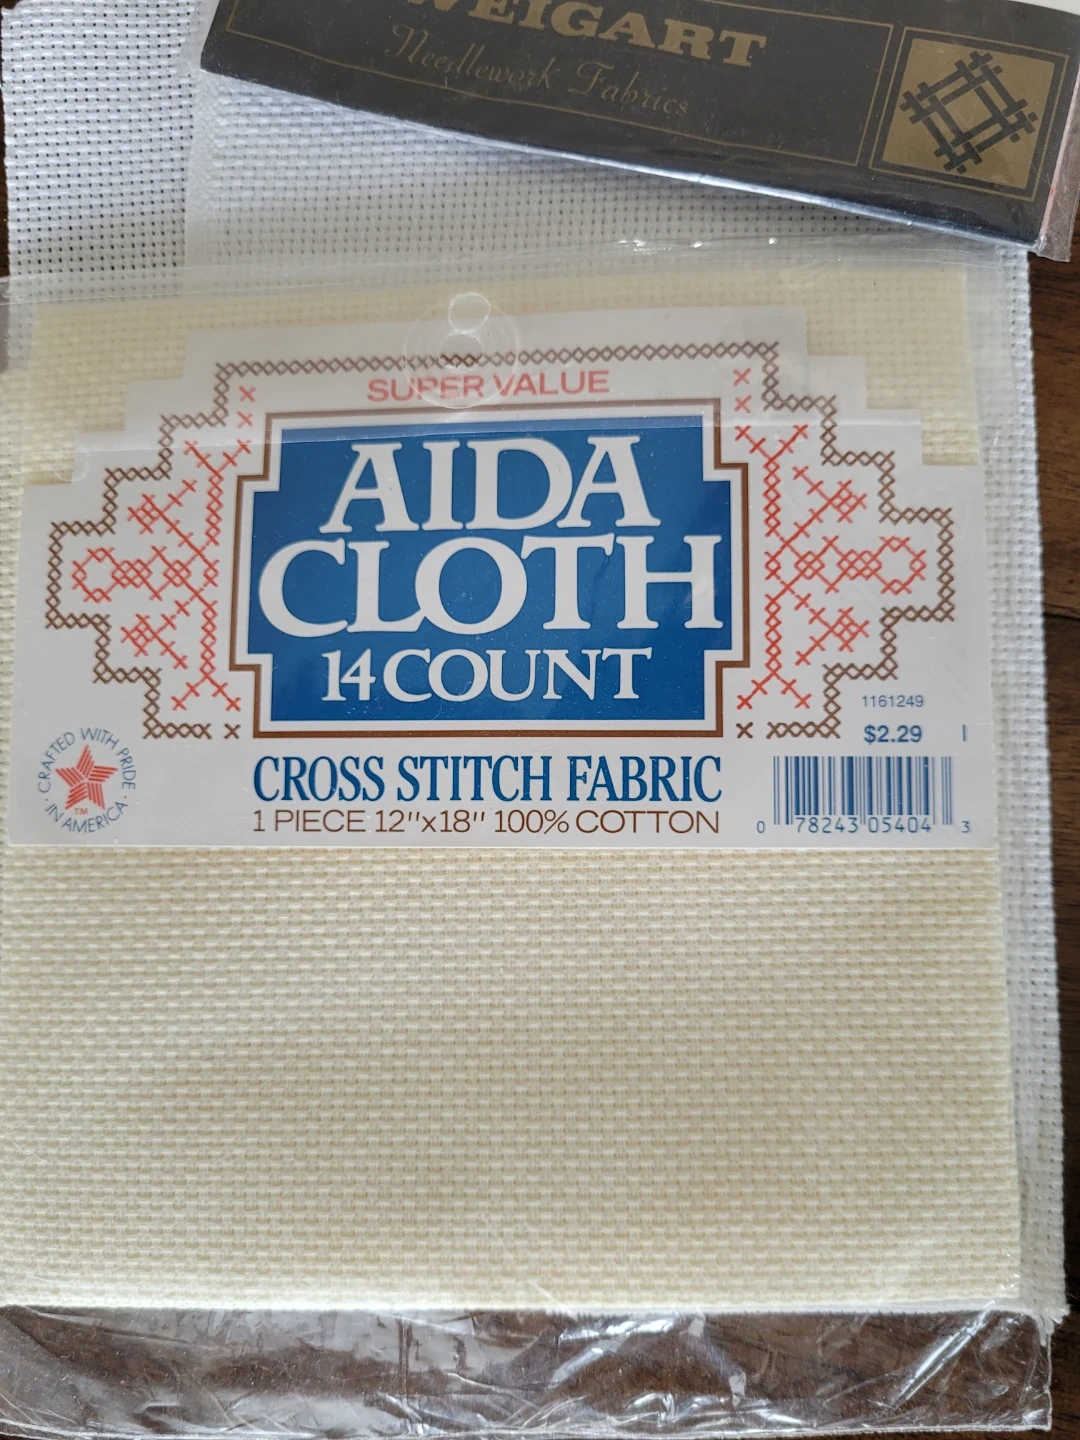 WEIGART
Needlework Fabrics
SUPER VALUE
AIDA
CLOTH
14 COUNT
1161249
$2.29 1
CRAFTED WITH PRIDE
IN AMERICA
TM
CROSS STITCH FABRIC
1 PIECE 12"x18" 100% COTTON
0 78243 05404 3